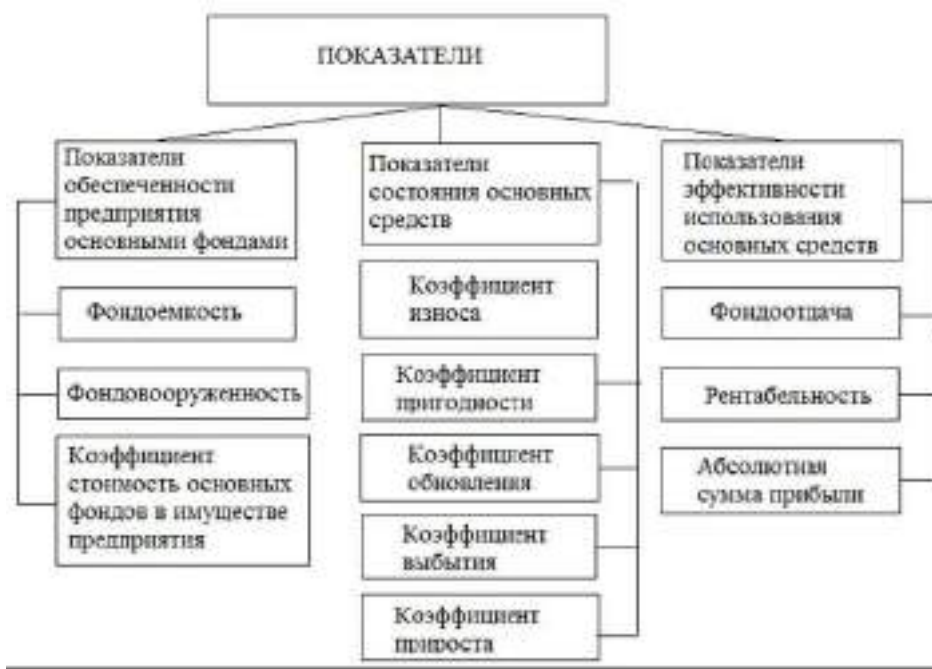 ПОКАЗАТЕЛИ
Показатели
обеспеченности
предприятия
основными фондами
Фондоемкость
Фондовооруженность
Коэффициент
стоимость основных
фондов в имуществе
предприятия
Показатели
состояния основных
средств
Коэффициент
износа
Коэффициент
пригодности
Коэффициент
обновления
Коэффициент
выбытия
Коэффициент
прироста
Показатели
эффективности
использования
основных средств
Фондоотдача
Рентабельность
Абсолютная
сумма прибыли